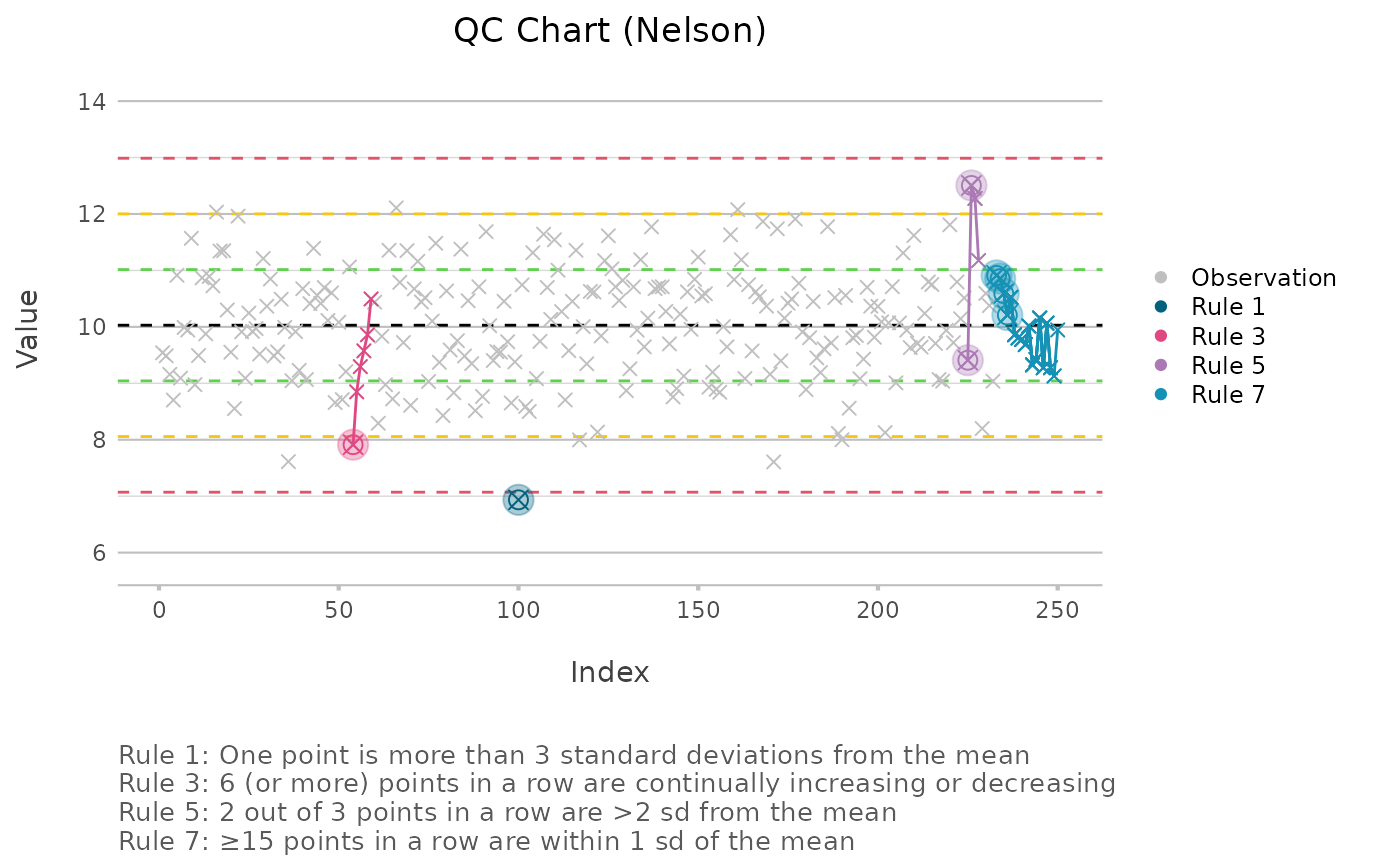 QC Chart (Nelson)
14
12
10
8
6
Value
0 50 100 150 200 250
Index
Observation
Rule 1
Rule 3
Rule 5
Rule 7
Rule 1: One point is more than 3 standard deviations from the mean
Rule 3: 6 (or more) points in a row are continually increasing or decreasing
Rule 5: 2 out of 3 points in a row are >2 sd from the mean
Rule 7: ≥15 points in a row are within 1 sd of the mean